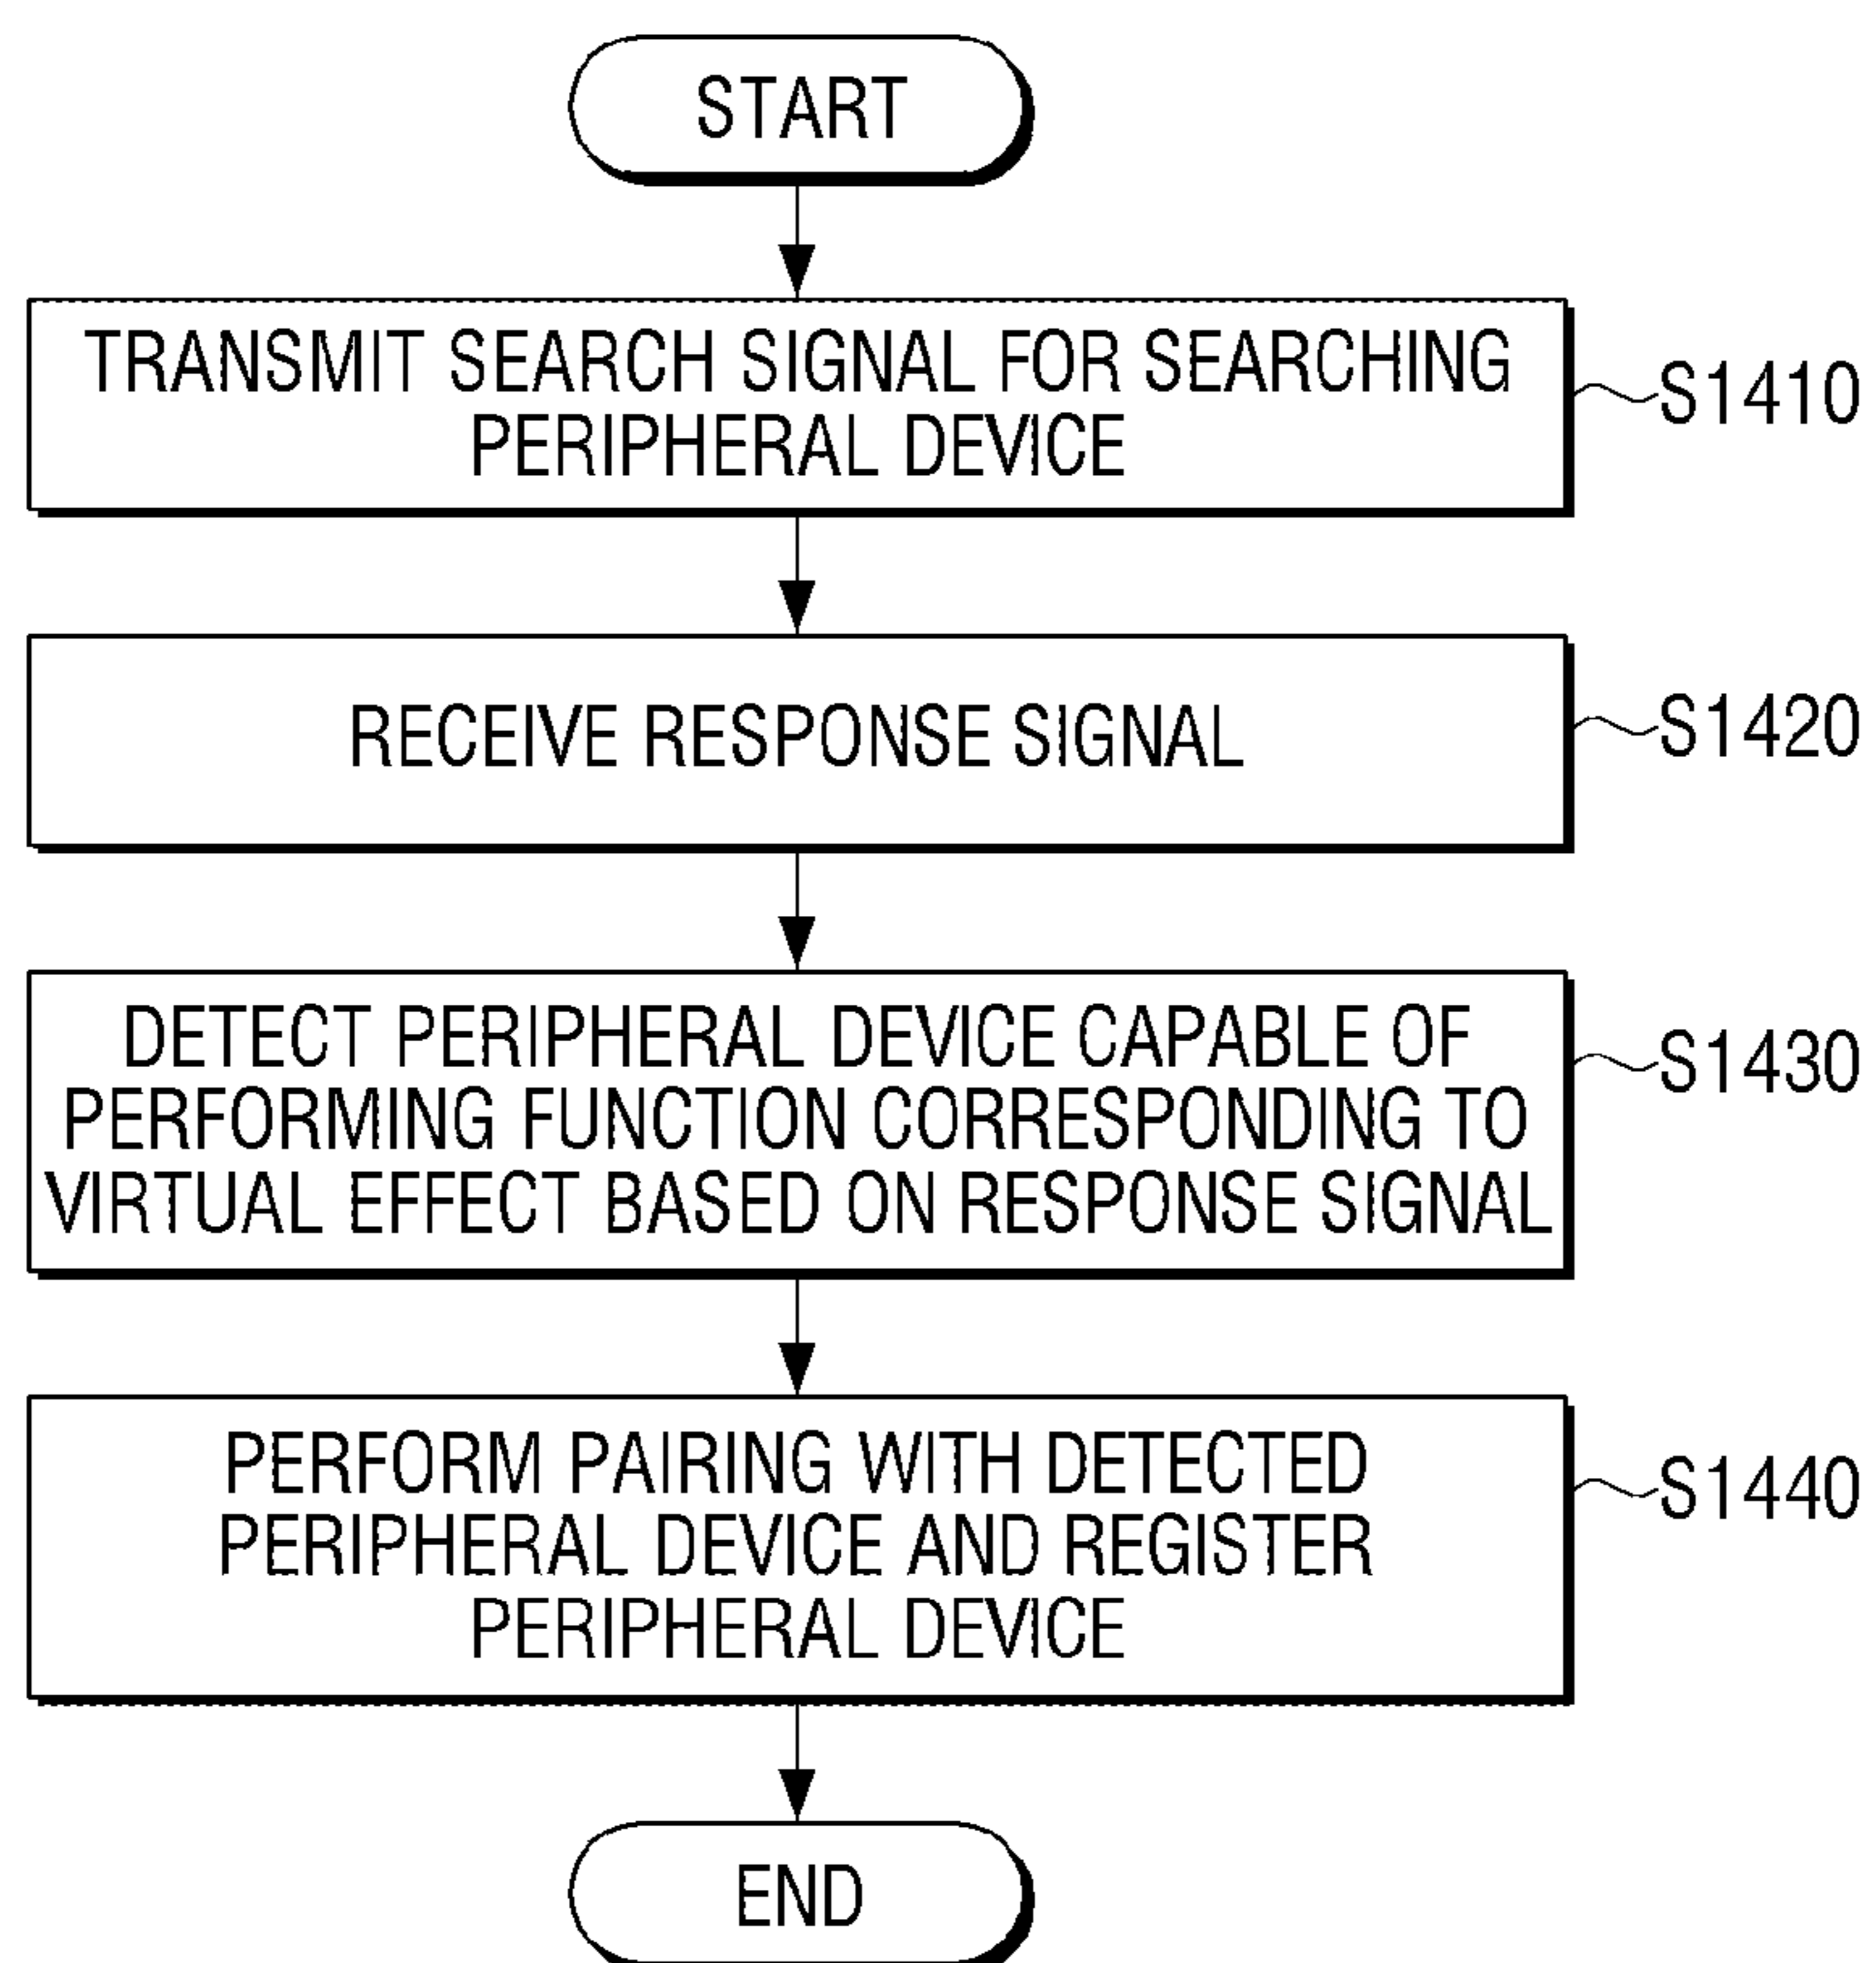 START
TRANSMIT SEARCH SIGNAL FOR SEARCHING
PERIPHERAL DEVICE
S1410
RECEIVE RESPONSE SIGNAL
S1420
DETECT PERIPHERAL DEVICE CAPABLE OF
PERFORMING FUNCTION CORRESPONDING TO
VIRTUAL EFFECT BASED ON RESPONSE SIGNAL
S1430
PERFORM PAIRING WITH DETECTED
PERIPHERAL DEVICE AND REGISTER
PERIPHERAL DEVICE
S1440
END